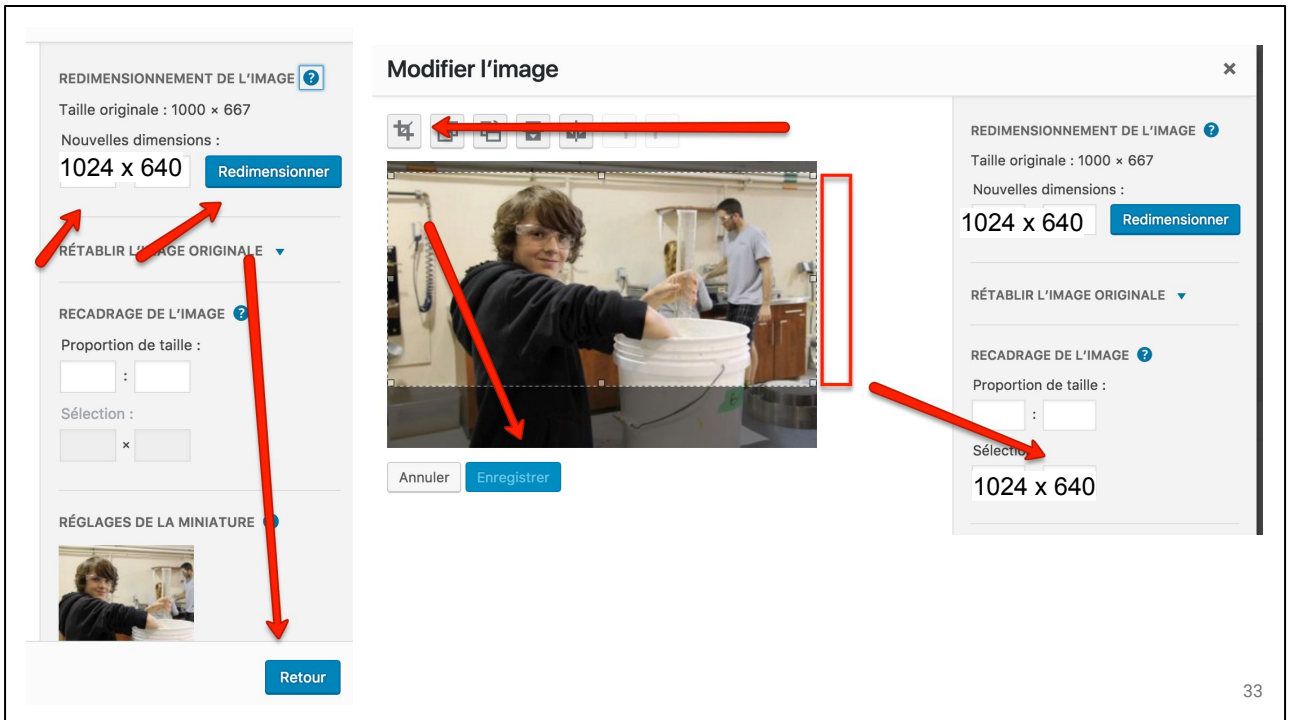 REDIMENSIONNEMENT DE L'IMAGE ?
Taille originale : 1000 × 667
Nouvelles dimensions :
1024 x 640 Redimensionner
RÉTABLIR L'IMAGE ORIGINALE
RECADRAGE DE L'IMAGE ?
Proportion de taille :
:
Sélection :
×
RÉGLAGES DE LA MINIATURE
Retour
Modifier l'image ×
Annuler Enregistrer
REDIMENSIONNEMENT DE L'IMAGE ?
Taille originale : 1000 × 667
Nouvelles dimensions :
1024 x 640 Redimensionner
RÉTABLIR L'IMAGE ORIGINALE
RECADRAGE DE L'IMAGE ?
Proportion de taille :
:
Sélection
1024 x 640
33